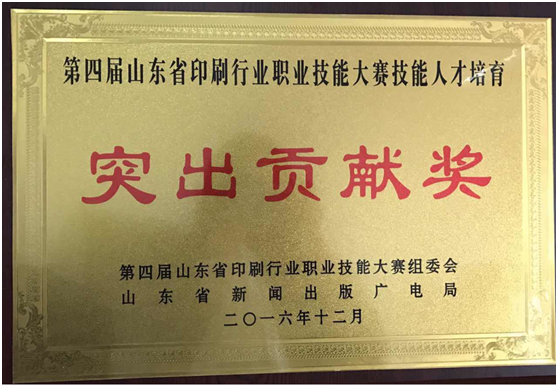 第四届山东省印刷行业职业技能大赛技能人才培育
突出贡献奖
第四届山东省印刷行业职业技能大赛组委会
山东省新闻出版广电局
二〇一六年十二月